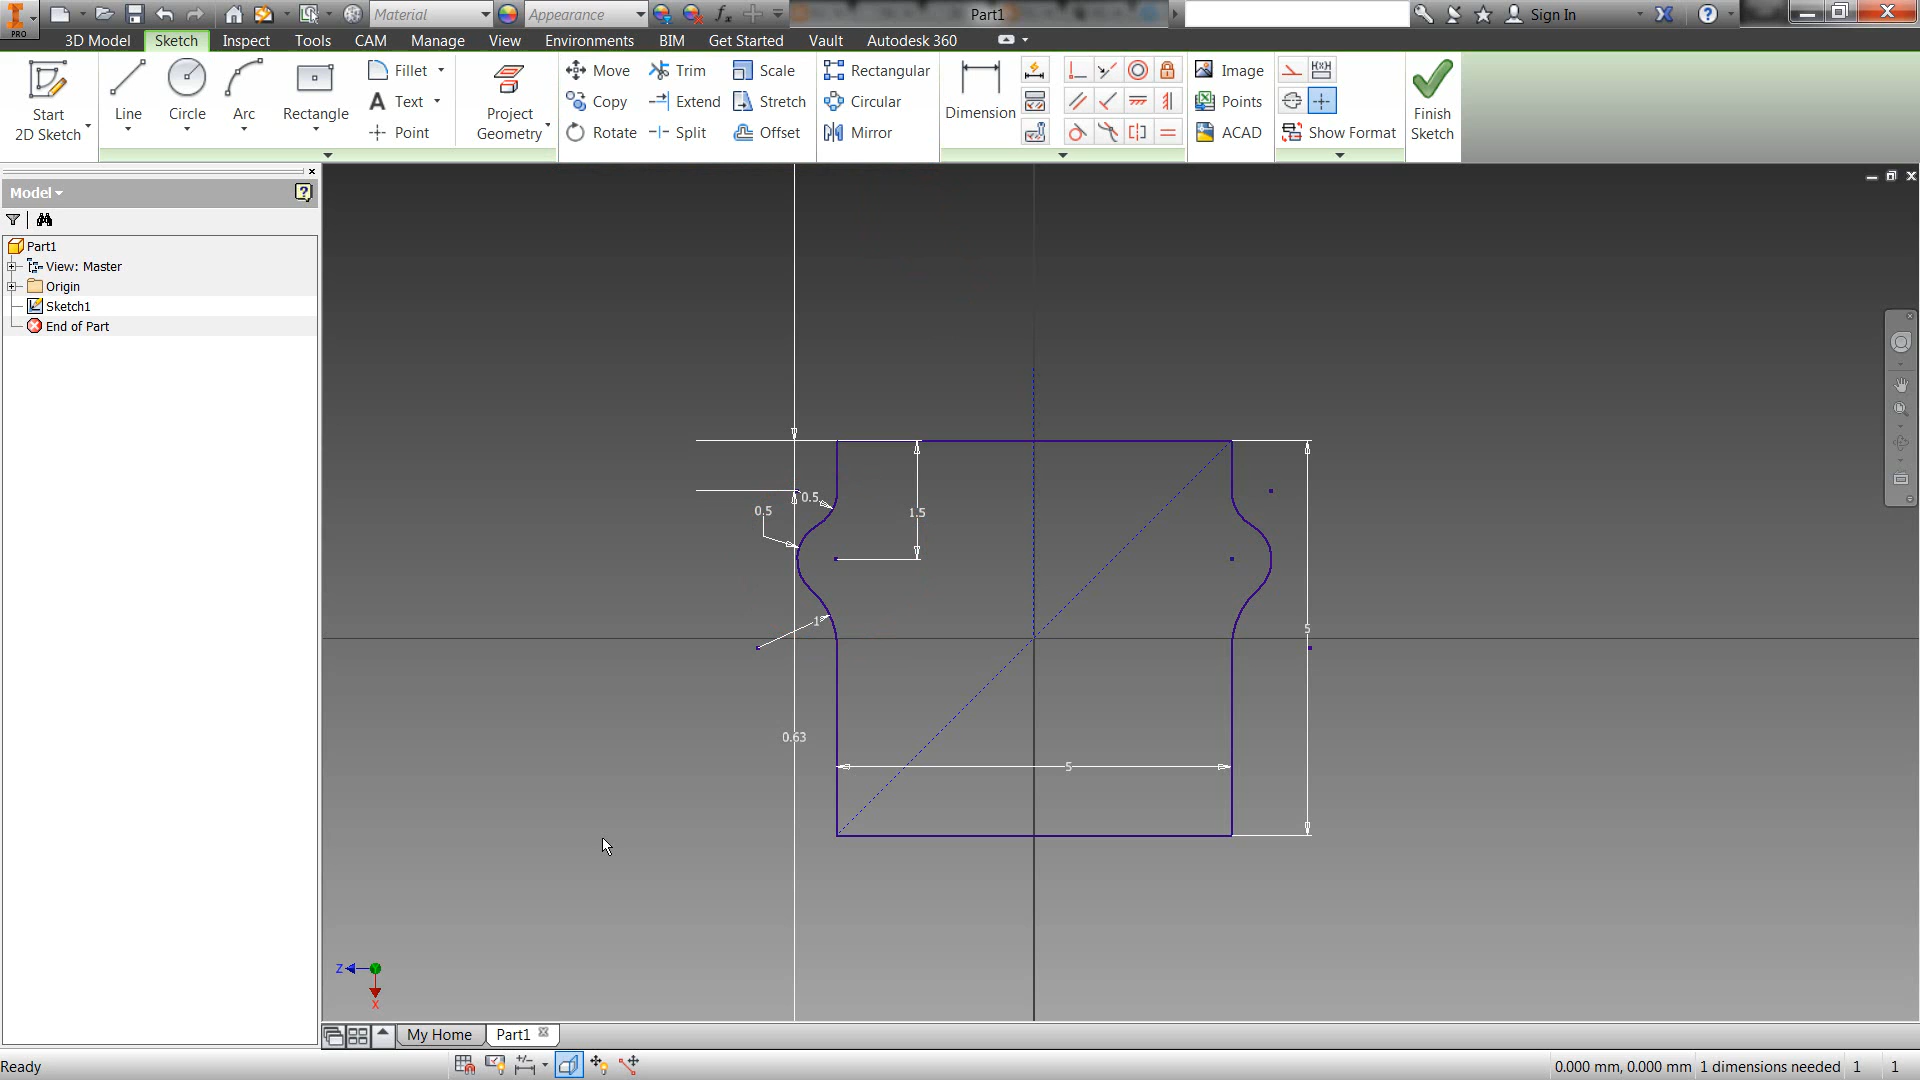 PRO
Material
Appearance
Part1
Sign In
3D Model
Sketch
Inspect
Tools
CAM
Manage
View
Environments
BIM
Get Started
Vault
Autodesk 360
Start
2D Sketch
Line
Circle
Arc
Rectangle
Fillet
Text
Point
Project
Geometry
Move
Copy
Rotate
Trim
Extend
Split
Scale
Stretch
Offset
Rectangular
Circular
Mirror
Dimension
Image
Points
ACAD
Show Format
Finish
Sketch
Model
Part1
View: Master
Origin
Sketch1
End of Part
0.5
0.5
1.5
1
5
0.63
5
Z
X
My Home
Part1
Ready
0.000 mm, 0.000 mm
1 dimensions needed
1
1